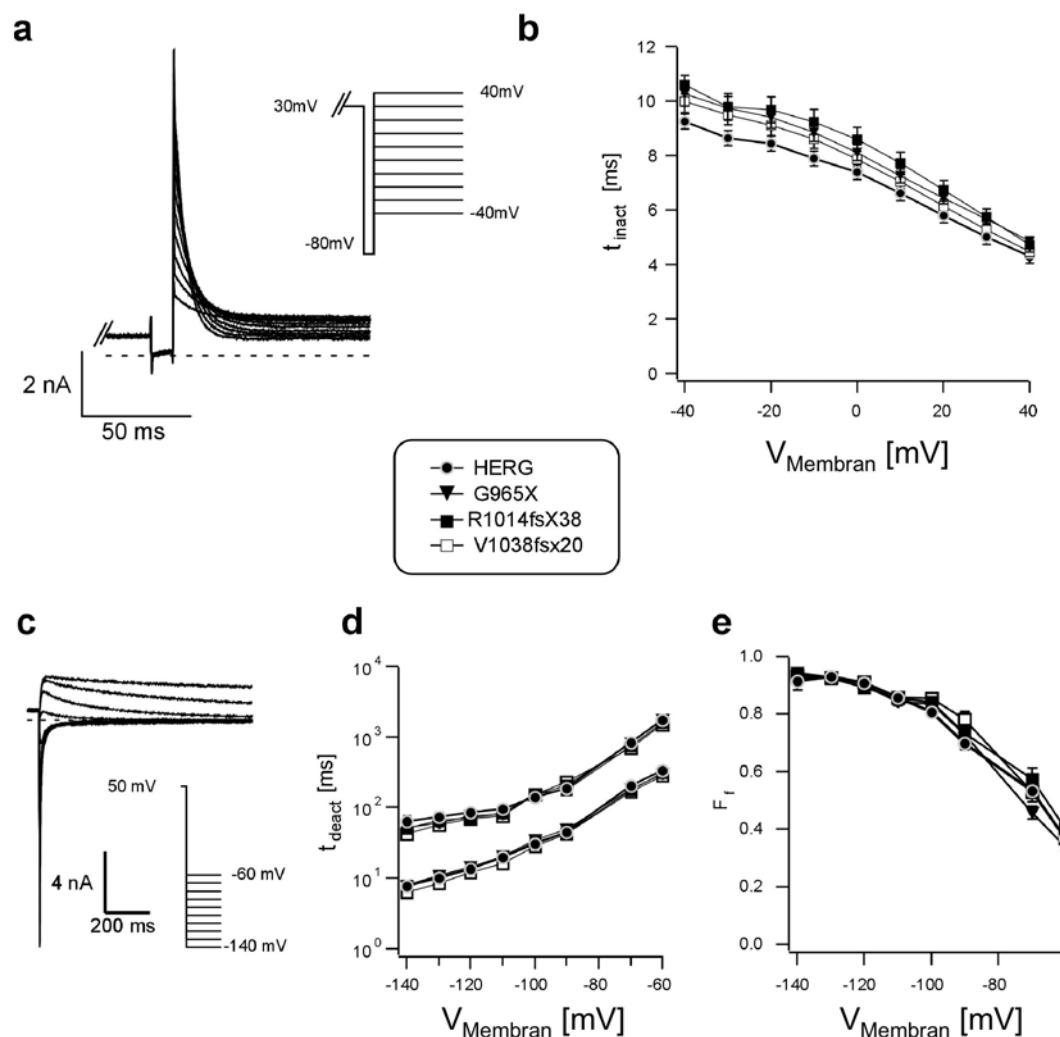 a
30mV
40mV
-80mV
-40mV
2 nA
50 ms
b
12
10
8
6
4
2
0
t inact [ms]
-40
-20
0
20
40
V Membran [mV]
HERG
G965X
R1014fsX38
V1038fsx20
c
50 mV
-60 mV
-140 mV
4 nA
200 ms
d
10^4
10^3
10^2
10^1
10^0
t deact [ms]
-140
-120
-100
-80
-60
V Membran [mV]
e
1.0
0.8
0.6
0.4
0.2
0.0
F f
-140
-120
-100
-80
V Membran [mV]